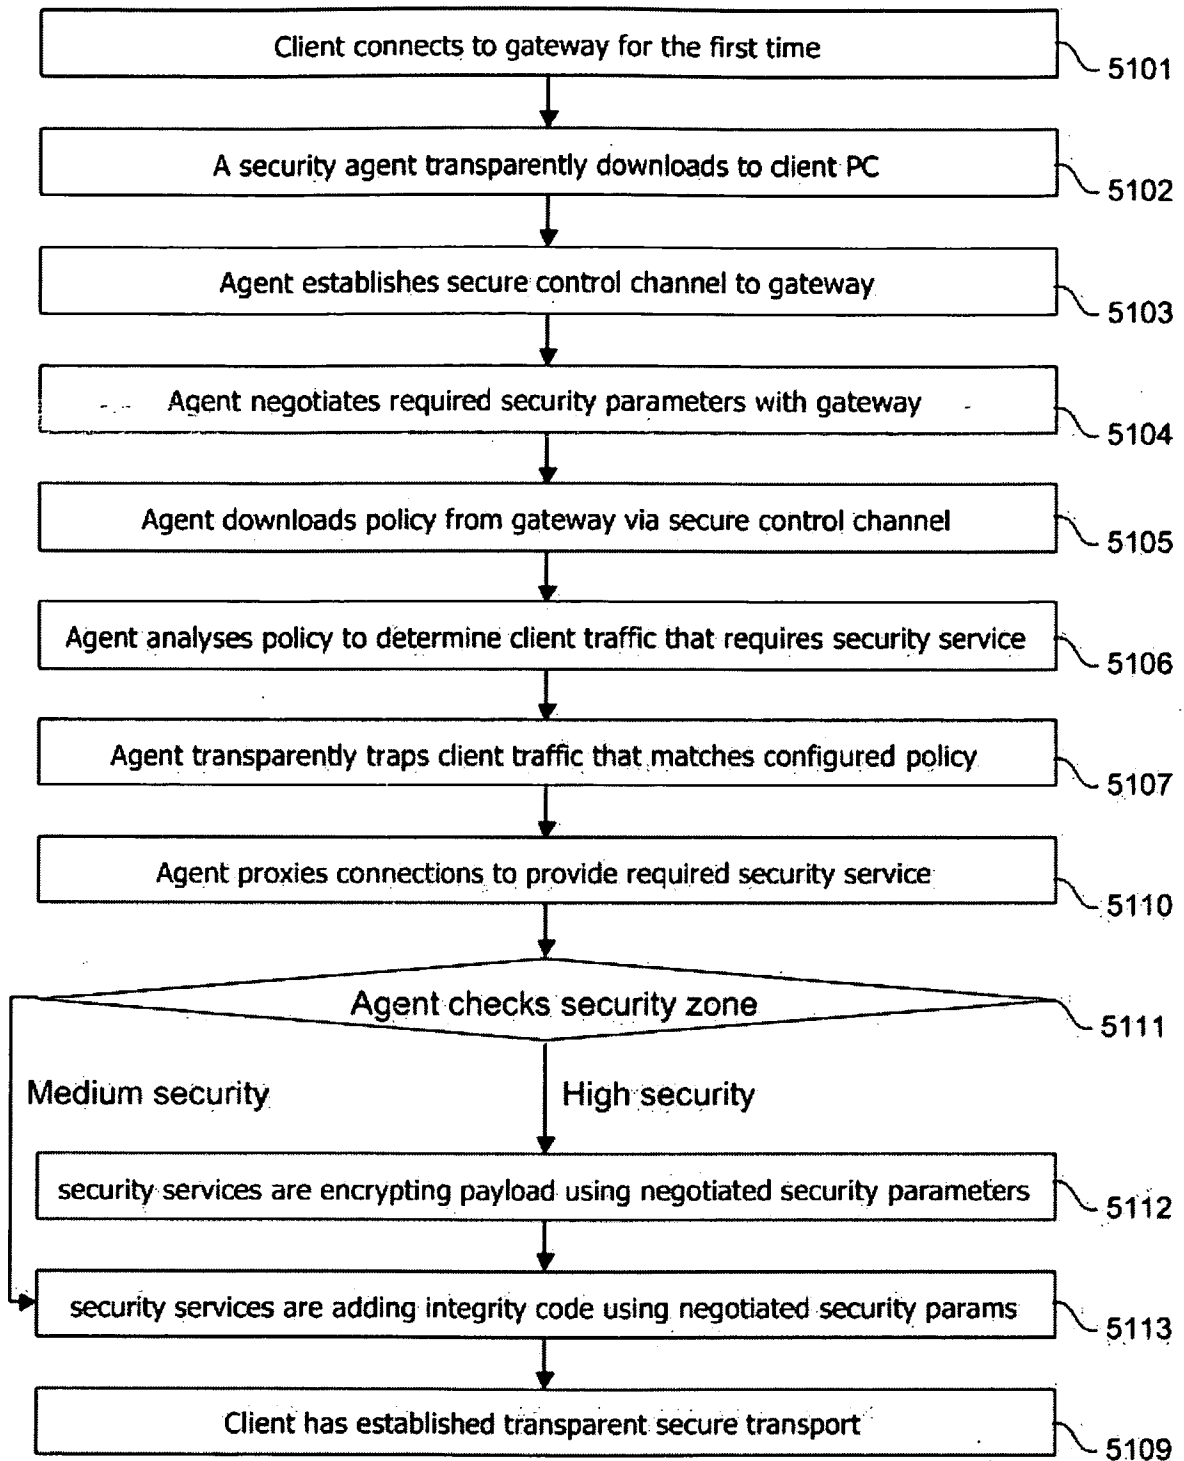 Client connects to gateway for the first time
5101
A security agent transparently downloads to client PC
5102
Agent establishes secure control channel to gateway
5103
Agent negotiates required security parameters with gateway
5104
Agent downloads policy from gateway via secure control channel
5105
Agent analyses policy to determine client traffic that requires security service
5106
Agent transparently traps client traffic that matches configured policy
5107
Agent proxies connections to provide required security service
5110
Agent checks security zone
5111
Medium security
High security
security services are encrypting payload using negotiated security parameters
5112
security services are adding integrity code using negotiated security params
5113
Client has established transparent secure transport
5109